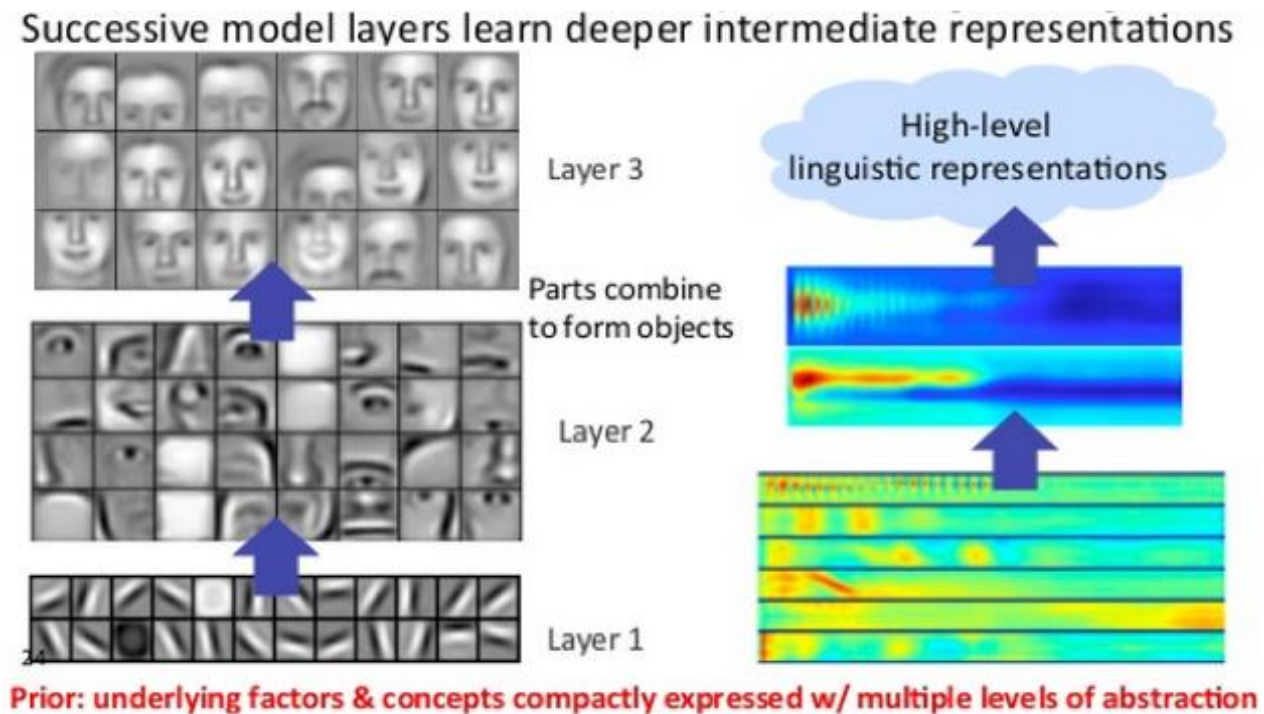 Successive model layers learn deeper intermediate representations
High-level
linguistic representations
Layer 3
Parts combine
to form objects
Layer 2
Layer 1
Prior: underlying factors & concepts compactly expressed w/ multiple levels of abstraction